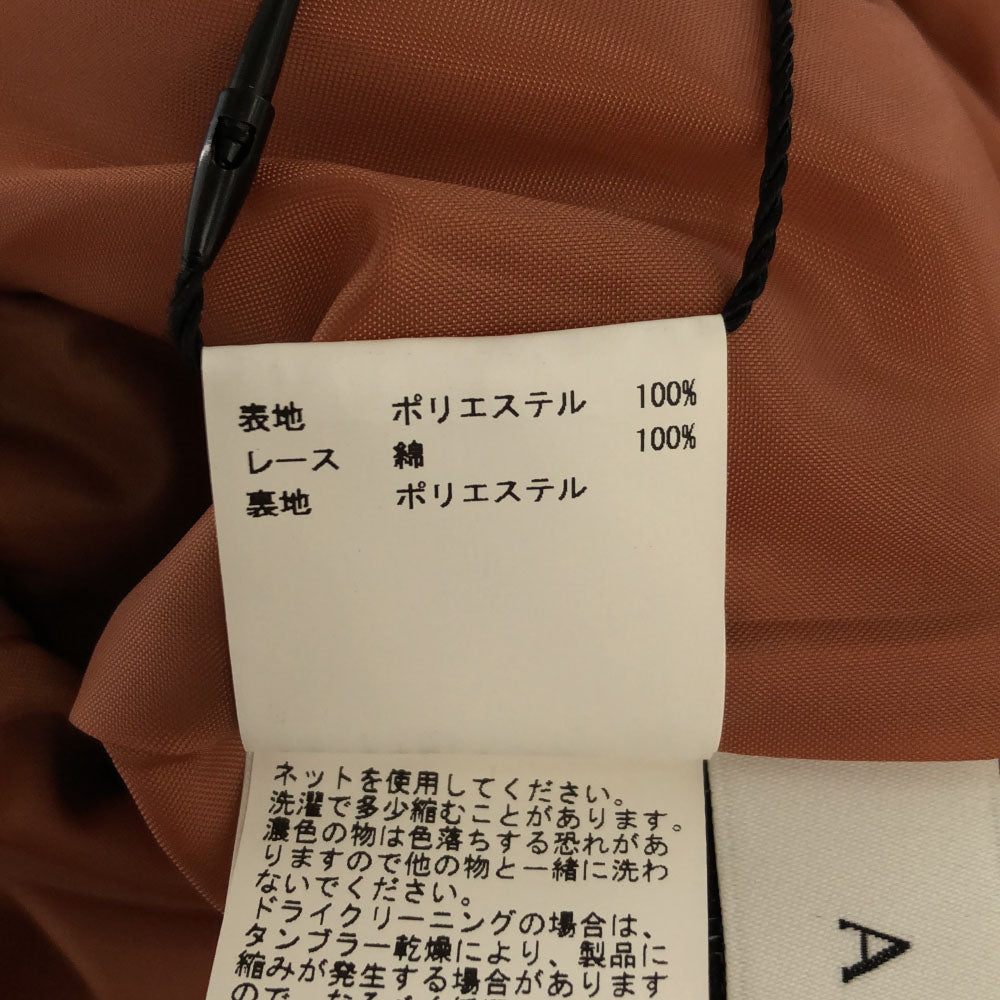 表地 ポリエステル 100%
レース 綿 100%
裏地 ポリエステル
ネットを使用してください。
洗濯で多少縮むことがあります。
濃色の物は色落ちする恐れがあ
りますので他の物と一緒に洗わ
ないでください。
ドライクリーニングの場合は、
タンブラー乾燥により、製品に
縮みが発生する場合があります
ので、なるべく
A